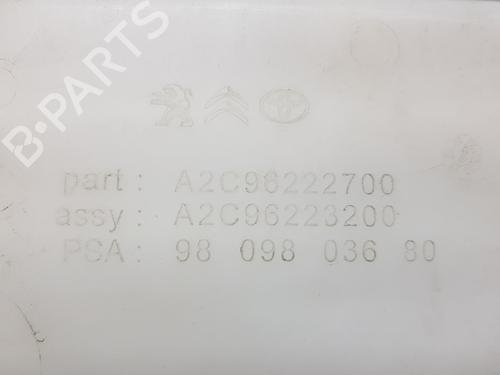 B-PARTS
part : A2C96222700
assy : A2C96223200
PSA : 98 098 036 80